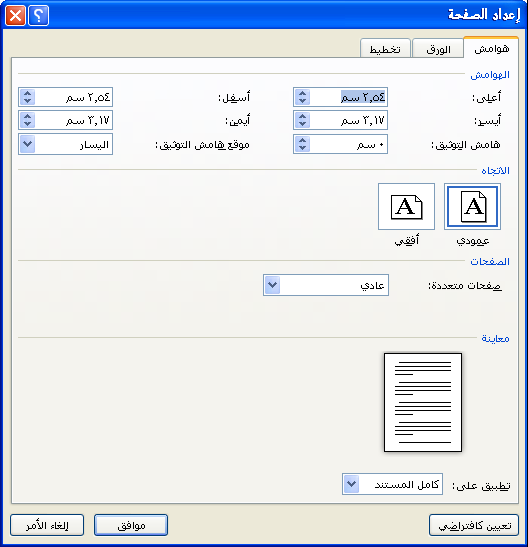 إعداد الصفحة
هوامش الورق تخطيط
الهوامش
أعلى: ٢,٥٤ سم أسفل: ٢,٥٤ سم
أيسر: ٣,١٧ سم أيمن: ٣,١٧ سم
هامش التوثيق: ٠ سم موقع هامش التوثيق: اليسار
الاتجاه
A A
عمودي أفقي
الصفحات
صفحات متعددة: عادي
معاينة
تطبيق على: كامل المستند
تعيين كافتراضي موافق إلغاء الأمر